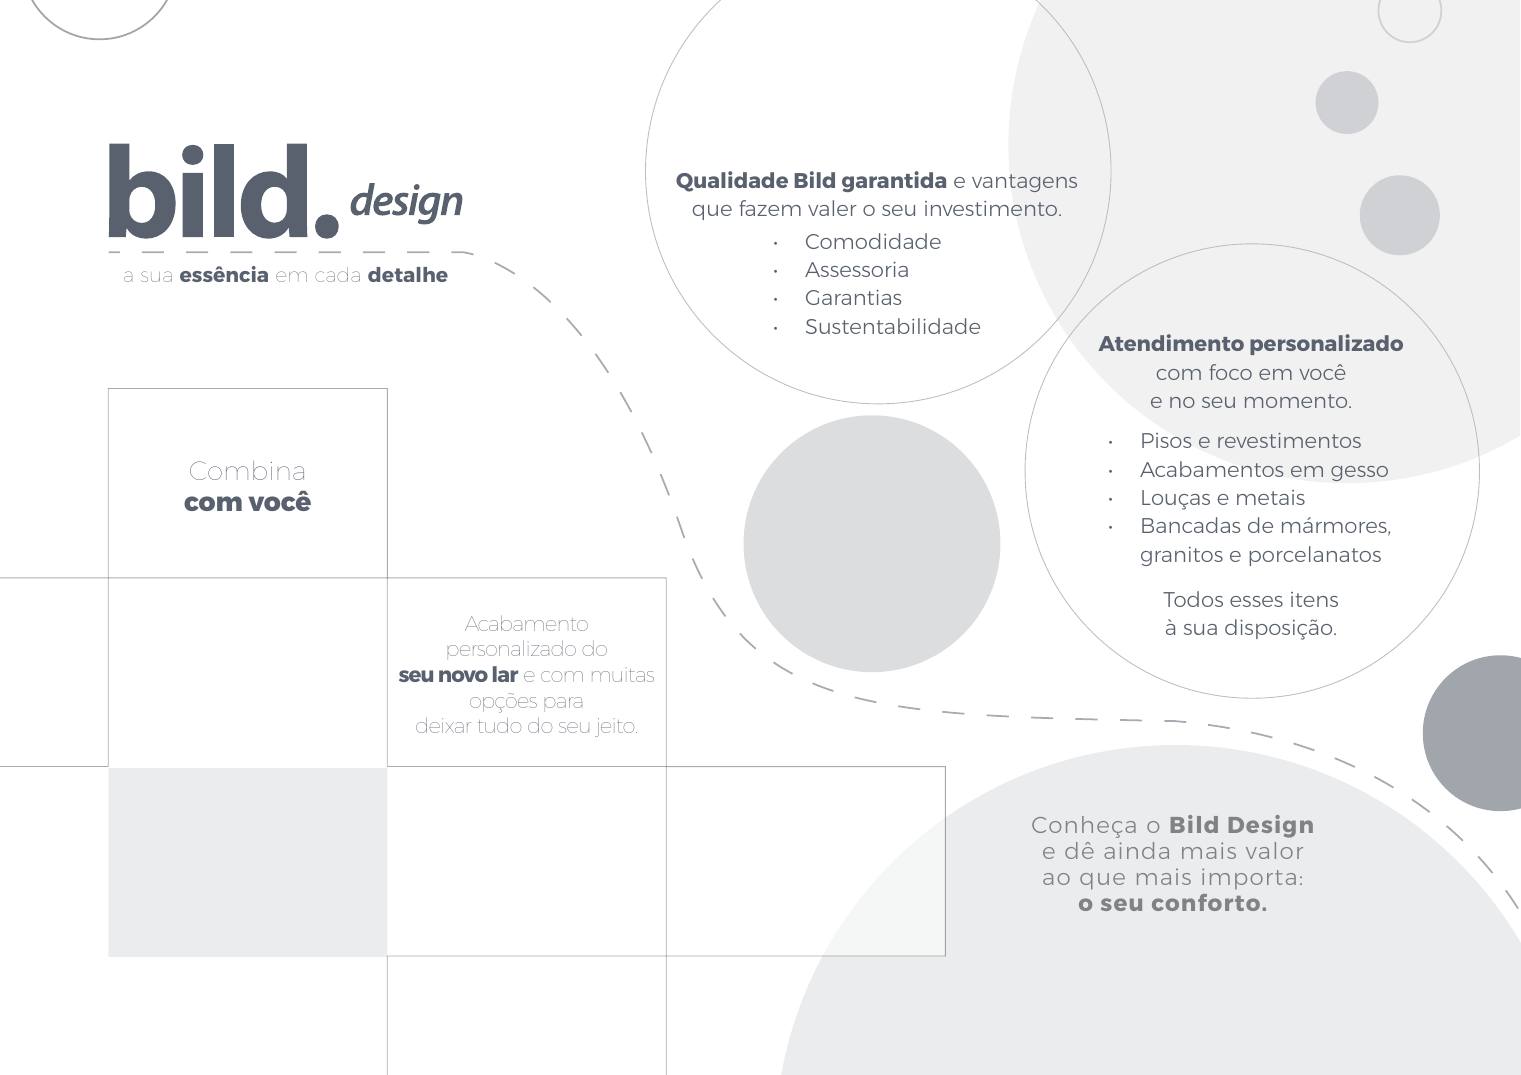 bild. design
a sua essência em cada detalhe
Combina
com você
Acabamento
personalizado do
seu novo lar e com muitas
opções para
deixar tudo do seu jeito.
Qualidade Bild garantida e vantagens
que fazem valer o seu investimento.
• Comodidade
• Assessoria
• Garantias
• Sustentabilidade
Atendimento personalizado
com foco em você
e no seu momento.
• Pisos e revestimentos
• Acabamentos em gesso
• Louças e metais
• Bancadas de mármores,
granitos e porcelanatos
Todos esses itens
à sua disposição.
Conheça o Bild Design
e dê ainda mais valor
ao que mais importa:
o seu conforto.